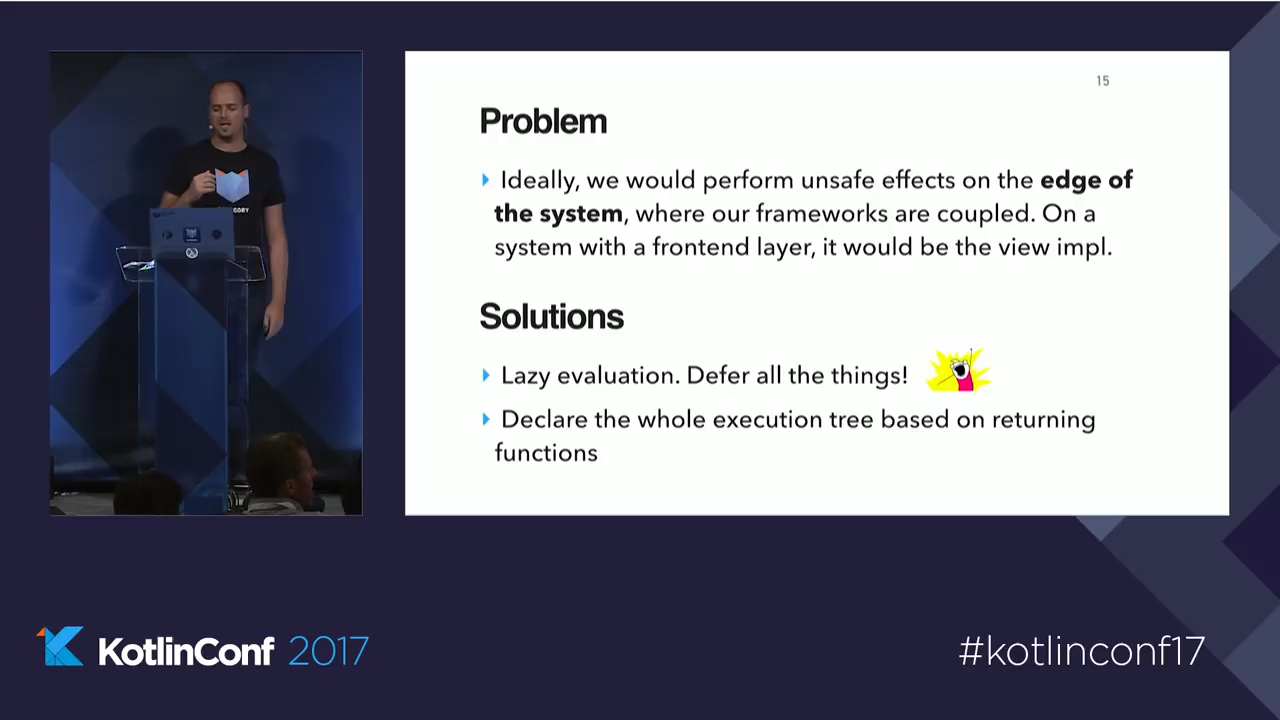 15
Problem
Ideally, we would perform unsafe effects on the edge of
the system, where our frameworks are coupled. On a
system with a frontend layer, it would be the view impl.
Solutions
Lazy evaluation. Defer all the things!
Declare the whole execution tree based on returning
functions
KotlinConf 2017
#kotlinconf17